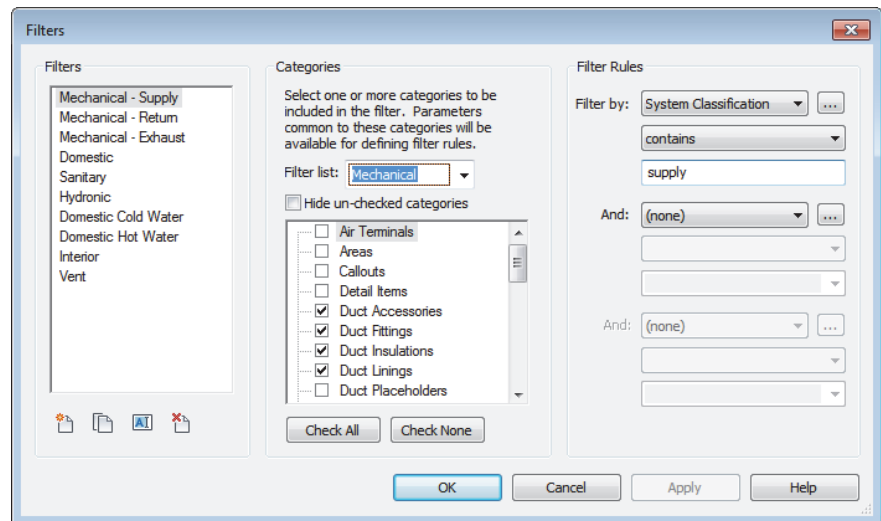 Filters
Filters
Mechanical - Supply
Mechanical - Return
Mechanical - Exhaust
Domestic
Sanitary
Hydronic
Domestic Cold Water
Domestic Hot Water
Interior
Vent
AI
Categories
Select one or more categories to be
included in the filter. Parameters
common to these categories will be
available for defining filter rules.
Filter list: Mechanical
Hide un-checked categories
Air Terminals
Areas
Callouts
Detail Items
Duct Accessories
Duct Fittings
Duct Insulations
Duct Linings
Duct Placeholders
Check All Check None
Filter Rules
Filter by: System Classification ...
contains
supply
And: (none) ...
And: (none) ...
OK Cancel Apply Help